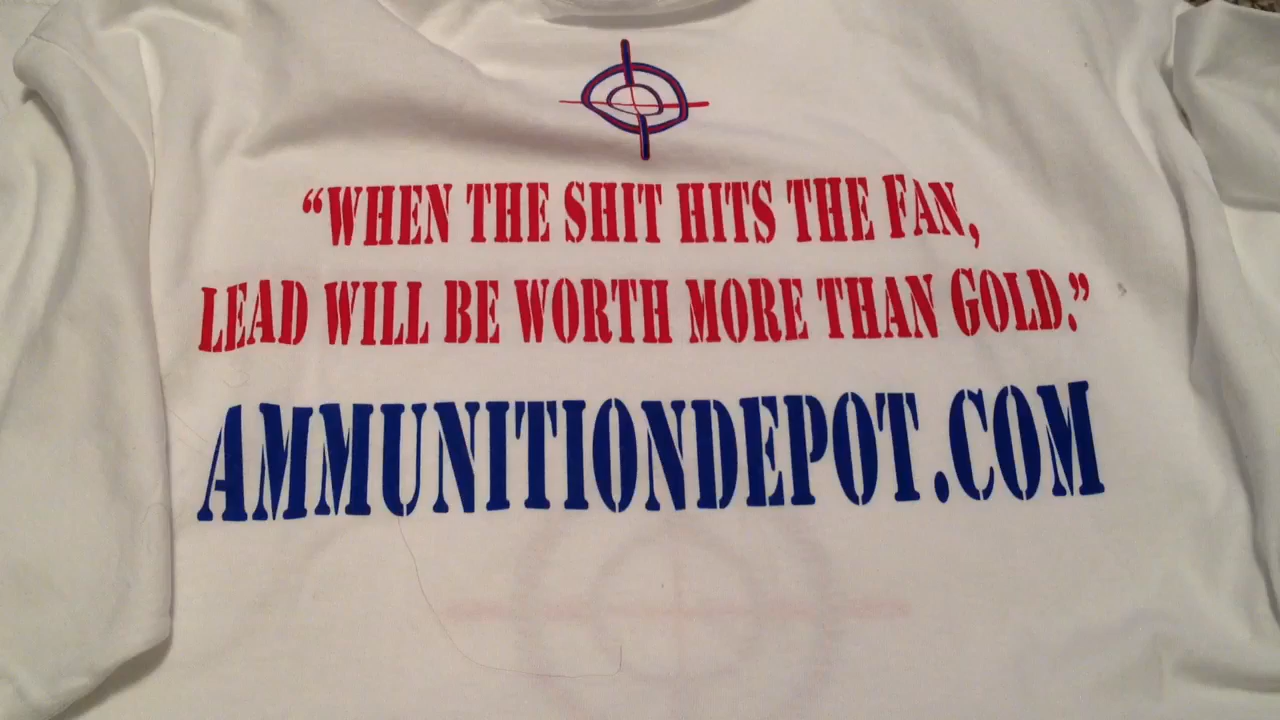 “WHEN THE SHIT HITS THE FAN,
LEAD WILL BE WORTH MORE THAN GOLD.”
AMMUNITIONDEPOT.COM